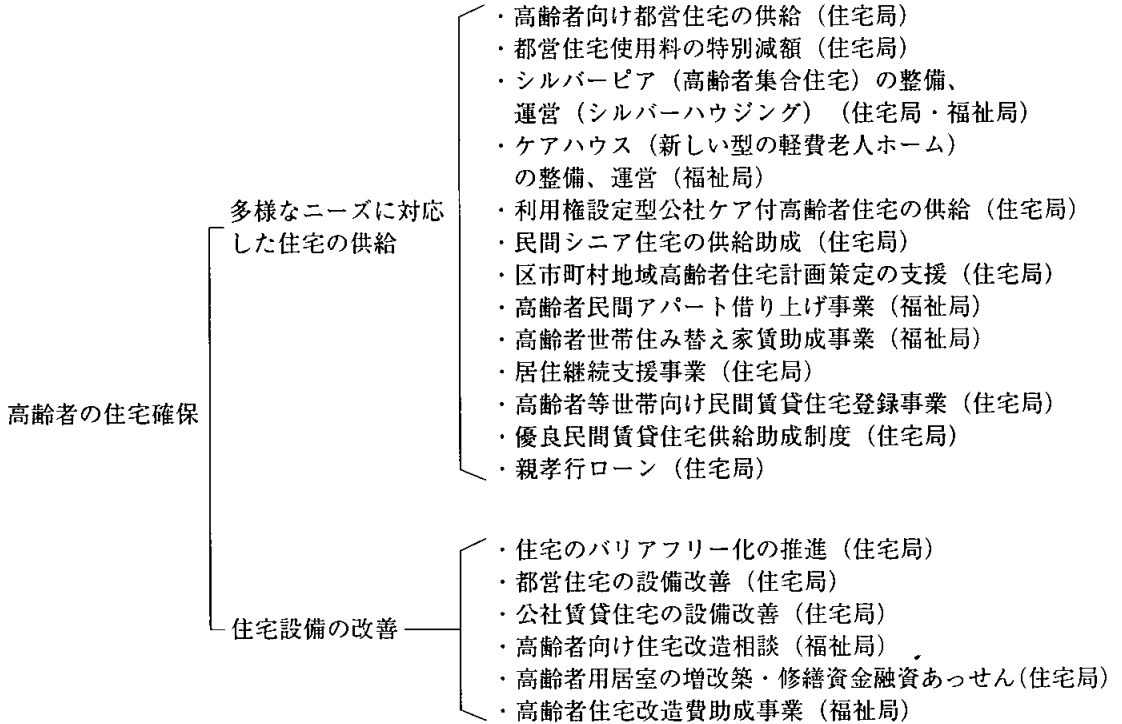 高齢者の住宅確保
多様なニーズに対応
した住宅の供給
・高齢者向け都営住宅の供給（住宅局）
・都営住宅使用料の特別減額（住宅局）
・シルバーピア（高齢者集合住宅）の整備、
運営（シルバーハウジング）（住宅局・福祉局）
・ケアハウス（新しい型の軽費老人ホーム）
の整備、運営（福祉局）
・利用権設定型公社ケア付高齢者住宅の供給（住宅局）
・民間シニア住宅の供給助成（住宅局）
・区市町村地域高齢者住宅計画策定の支援（住宅局）
・高齢者民間アパート借り上げ事業（福祉局）
・高齢者世帯住み替え家賃助成事業（福祉局）
・居住継続支援事業（住宅局）
・高齢者等世帯向け民間賃貸住宅登録事業（住宅局）
・優良民間賃貸住宅供給助成制度（住宅局）
・親孝行ローン（住宅局）
住宅設備の改善
・住宅のバリアフリー化の推進（住宅局）
・都営住宅の設備改善（住宅局）
・公社賃貸住宅の設備改善（住宅局）
・高齢者向け住宅改造相談（福祉局）
・高齢者用居室の増改築・修繕資金融資あっせん（住宅局）
・高齢者住宅改造費助成事業（福祉局）